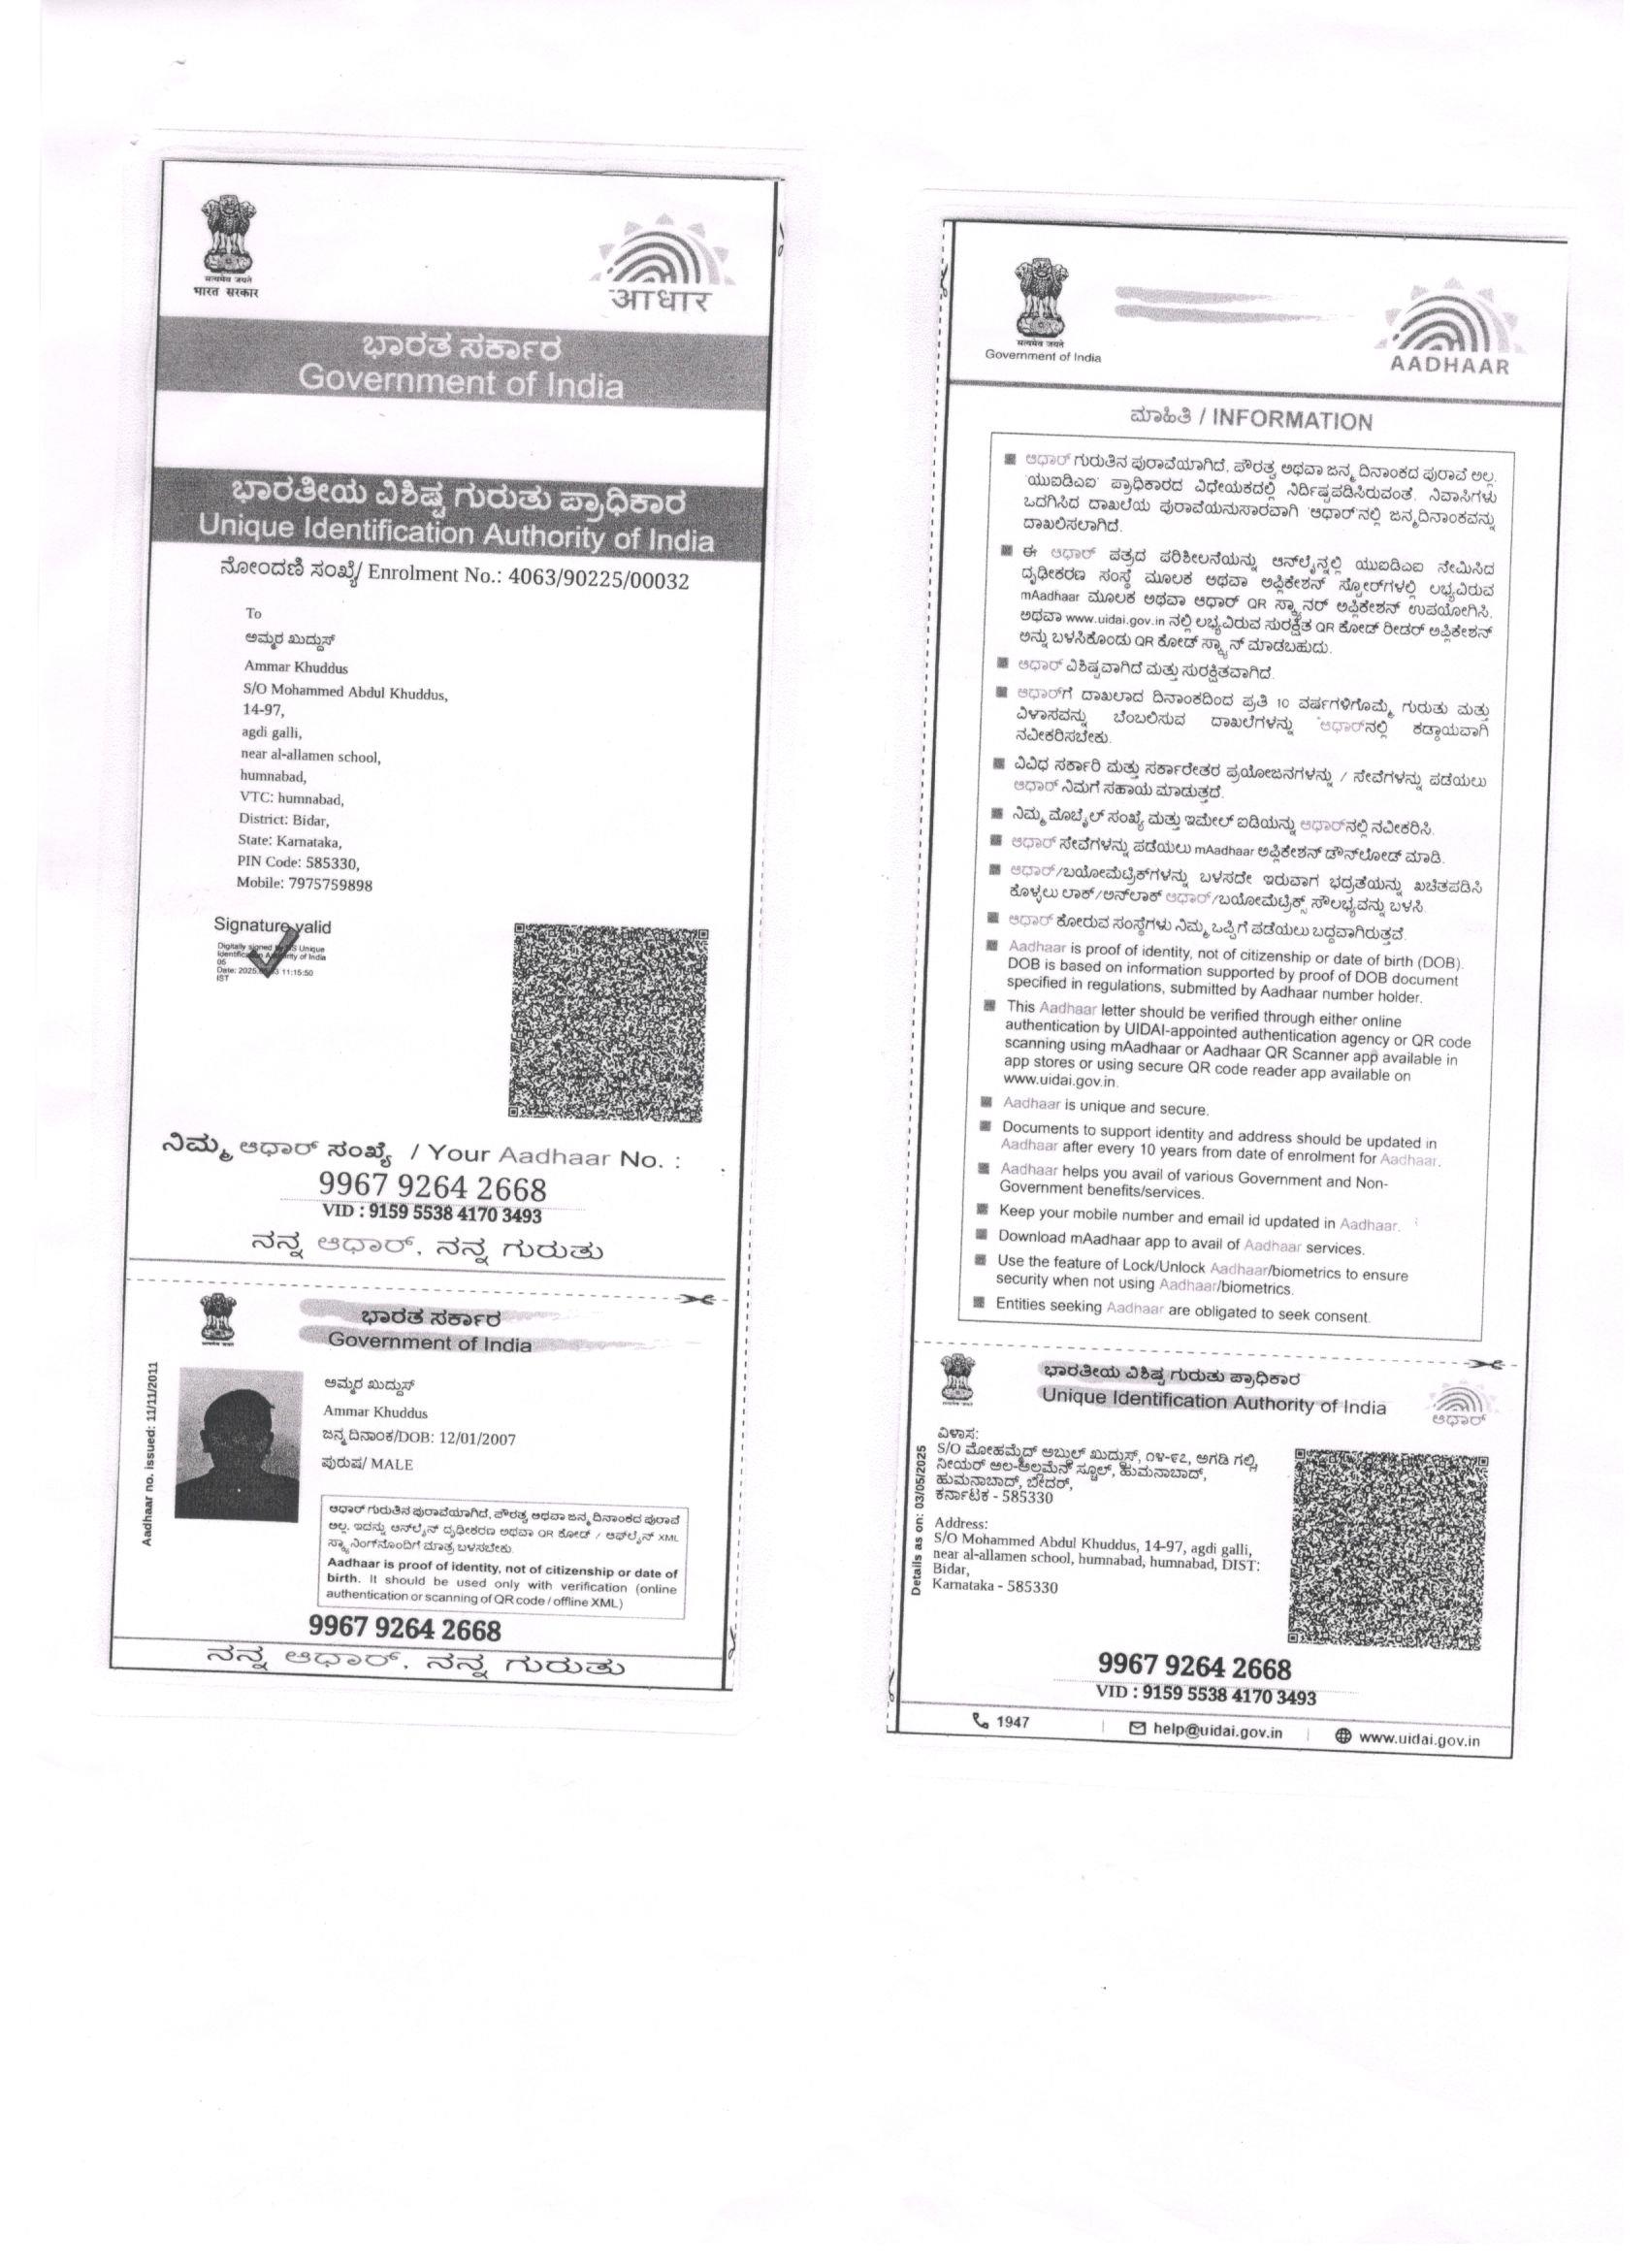 सत्यमेव जयते
भारत सरकार
आधार
ಭಾರತ ಸರ್ಕಾರ
Government of India
ಭಾರತೀಯ ವಿಶಿಷ್ಟ ಗುರುತು ಪ್ರಾಧಿಕಾರ
Unique Identification Authority of India
ನೋಂದಣಿ ಸಂಖ್ಯೆ/ Enrolment No.: 4063/90225/00032
To
ಅಮ್ಮರ ಖುದ್ದುಸ್
Ammar Khuddus
S/O Mohammed Abdul Khuddus,
14-97,
agdi galli,
near al-allamen school,
humnabad,
VTC: humnabad,
District: Bidar,
State: Karnataka,
PIN Code: 585330,
Mobile: 7975759898
Signature valid
Digitally signed by Unique
Identification Authority of India
05
Date: 2025 11:15:50
IST
ನಿಮ್ಮ ಆಧಾರ್ ಸಂಖ್ಯೆ / Your Aadhaar No. :
9967 9264 2668
VID : 9159 5538 4170 3493
ನನ್ನ ಆಧಾರ್, ನನ್ನ ಗುರುತು
ಭಾರತ ಸರ್ಕಾರ
Government of India
Aadhaar no. issued: 11/11/2011
ಅಮ್ಮರ ಖುದ್ದುಸ್
Ammar Khuddus
ಜನ್ಮ ದಿನಾಂಕ/DOB: 12/01/2007
ಪುರುಷ/ MALE
ಆಧಾರ್ ಗುರುತಿನ ಪುರಾವೆಯಾಗಿದೆ, ಪೌರತ್ವ ಅಥವಾ ಜನ್ಮ ದಿನಾಂಕದ ಪುರಾವೆ
ಅಲ್ಲ. ಇದನ್ನು ಆನ್‌ಲೈನ್ ದೃಢೀಕರಣ ಅಥವಾ QR ಕೋಡ್ / ಆಫ್‌ಲೈನ್ XML
ಸ್ಕ್ಯಾನಿಂಗ್‌ನೊಂದಿಗೆ ಮಾತ್ರ ಬಳಸಬೇಕು.
Aadhaar is proof of identity, not of citizenship or date of
birth. It should be used only with verification (online
authentication or scanning of QR code / offline XML)
9967 9264 2668
ನನ್ನ ಆಧಾರ್, ನನ್ನ ಗುರುತು
सत्यमेव जयते
Government of India
AADHAAR
ಮಾಹಿತಿ / INFORMATION
ಆಧಾರ್ ಗುರುತಿನ ಪುರಾವೆಯಾಗಿದೆ, ಪೌರತ್ವ ಅಥವಾ ಜನ್ಮ ದಿನಾಂಕದ ಪುರಾವೆ ಅಲ್ಲ.
'ಯುಐಡಿಎಐ' ಪ್ರಾಧಿಕಾರದ ವಿಧೇಯಕದಲ್ಲಿ ನಿರ್ದಿಷ್ಟಪಡಿಸಿರುವಂತೆ, ನಿವಾಸಿಗಳು
ಒದಗಿಸಿದ ದಾಖಲೆಯ ಪುರಾವೆಯನುಸಾರವಾಗಿ 'ಆಧಾರ್'ನಲ್ಲಿ ಜನ್ಮದಿನಾಂಕವನ್ನು
ದಾಖಲಿಸಲಾಗಿದೆ.
ಈ ಆಧಾರ್ ಪತ್ರದ ಪರಿಶೀಲನೆಯನ್ನು ಆನ್‌ಲೈನ್ನಲ್ಲಿ ಯುಐಡಿಎಐ ನೇಮಿಸಿದ
ದೃಢೀಕರಣ ಸಂಸ್ಥೆ ಮೂಲಕ ಅಥವಾ ಅಪ್ಲಿಕೇಶನ್ ಸ್ಟೋರ್‌ಗಳಲ್ಲಿ ಲಭ್ಯವಿರುವ
mAadhaar ಮೂಲಕ ಅಥವಾ ಆಧಾರ್ QR ಸ್ಕ್ಯಾನರ್ ಅಪ್ಲಿಕೇಶನ್ ಉಪಯೋಗಿಸಿ.
ಅಥವಾ www.uidai.gov.in ನಲ್ಲಿ ಲಭ್ಯವಿರುವ ಸುರಕ್ಷಿತ QR ಕೋಡ್ ರೀಡರ್ ಅಪ್ಲಿಕೇಶನ್
ಅನ್ನು ಬಳಸಿಕೊಂಡು QR ಕೋಡ್ ಸ್ಕ್ಯಾನ್ ಮಾಡಬಹುದು.
ಆಧಾರ್ ವಿಶಿಷ್ಟವಾಗಿದೆ ಮತ್ತು ಸುರಕ್ಷಿತವಾಗಿದೆ.
ಆಧಾರ್‌ಗೆ ದಾಖಲಾದ ದಿನಾಂಕದಿಂದ ಪ್ರತಿ 10 ವರ್ಷಗಳಿಗೊಮ್ಮೆ ಗುರುತು ಮತ್ತು
ವಿಳಾಸವನ್ನು ಬೆಂಬಲಿಸುವ ದಾಖಲೆಗಳನ್ನು 'ಆಧಾರ್‌ನಲ್ಲಿ ಕಡ್ಡಾಯವಾಗಿ
ನವೀಕರಿಸಬೇಕು.
ವಿವಿಧ ಸರ್ಕಾರಿ ಮತ್ತು ಸರ್ಕಾರೇತರ ಪ್ರಯೋಜನಗಳನ್ನು / ಸೇವೆಗಳನ್ನು ಪಡೆಯಲು
ಆಧಾರ್ ನಿಮಗೆ ಸಹಾಯ ಮಾಡುತ್ತದೆ.
ನಿಮ್ಮ ಮೊಬೈಲ್ ಸಂಖ್ಯೆ ಮತ್ತು ಇಮೇಲ್ ಐಡಿಯನ್ನು ಆಧಾರ್‌ನಲ್ಲಿ ನವೀಕರಿಸಿ.
ಆಧಾರ್ ಸೇವೆಗಳನ್ನು ಪಡೆಯಲು mAadhaar ಅಪ್ಲಿಕೇಶನ್ ಡೌನ್‌ಲೋಡ್ ಮಾಡಿ.
ಆಧಾರ್/ಬಯೋಮೆಟ್ರಿಕ್‌ಗಳನ್ನು ಬಳಸದೇ ಇರುವಾಗ ಭದ್ರತೆಯನ್ನು ಖಚಿತಪಡಿಸಿ
ಕೊಳ್ಳಲು ಲಾಕ್/ಅನ್‌ಲಾಕ್ ಆಧಾರ್/ಬಯೋಮೆಟ್ರಿಕ್ಸ್ ಸೌಲಭ್ಯವನ್ನು ಬಳಸಿ.
ಆಧಾರ್ ಕೋರುವ ಸಂಸ್ಥೆಗಳು ನಿಮ್ಮ ಒಪ್ಪಿಗೆ ಪಡೆಯಲು ಬದ್ಧವಾಗಿರುತ್ತವೆ.
Aadhaar is proof of identity, not of citizenship or date of birth (DOB).
DOB is based on information supported by proof of DOB document
specified in regulations, submitted by Aadhaar number holder.
This Aadhaar letter should be verified through either online
authentication by UIDAI-appointed authentication agency or QR code
scanning using mAadhaar or Aadhaar QR Scanner app available in
app stores or using secure QR code reader app available on
www.uidai.gov.in.
Aadhaar is unique and secure.
Documents to support identity and address should be updated in
Aadhaar after every 10 years from date of enrolment for Aadhaar.
Aadhaar helps you avail of various Government and Non-
Government benefits/services.
Keep your mobile number and email id updated in Aadhaar.
Download mAadhaar app to avail of Aadhaar services.
Use the feature of Lock/Unlock Aadhaar/biometrics to ensure
security when not using Aadhaar/biometrics.
Entities seeking Aadhaar are obligated to seek consent.
ಭಾರತೀಯ ವಿಶಿಷ್ಟ ಗುರುತು ಪ್ರಾಧಿಕಾರ
Unique Identification Authority of India
ಆಧಾರ್
Details as on: 03/05/2025
ವಿಳಾಸ:
S/O ಮೋಹಮ್ಮೆದ್ ಅಬ್ದುಲ್ ಖುದ್ದುಸ್, ೧೪-೯೭, ಅಗಡಿ ಗಲ್ಲಿ,
ನೀಯರ್ ಅಲ-ಅಲ್ಲಮೆನ್ ಸ್ಕೂಲ್, ಹುಮನಾಬಾದ್,
ಹುಮನಾಬಾದ್, ಬೀದರ್,
ಕರ್ನಾಟಕ - 585330
Address:
S/O Mohammed Abdul Khuddus, 14-97, agdi galli,
near al-allamen school, humnabad, humnabad, DIST:
Bidar,
Karnataka - 585330
9967 9264 2668
VID : 9159 5538 4170 3493
1947
help@uidai.gov.in
www.uidai.gov.in